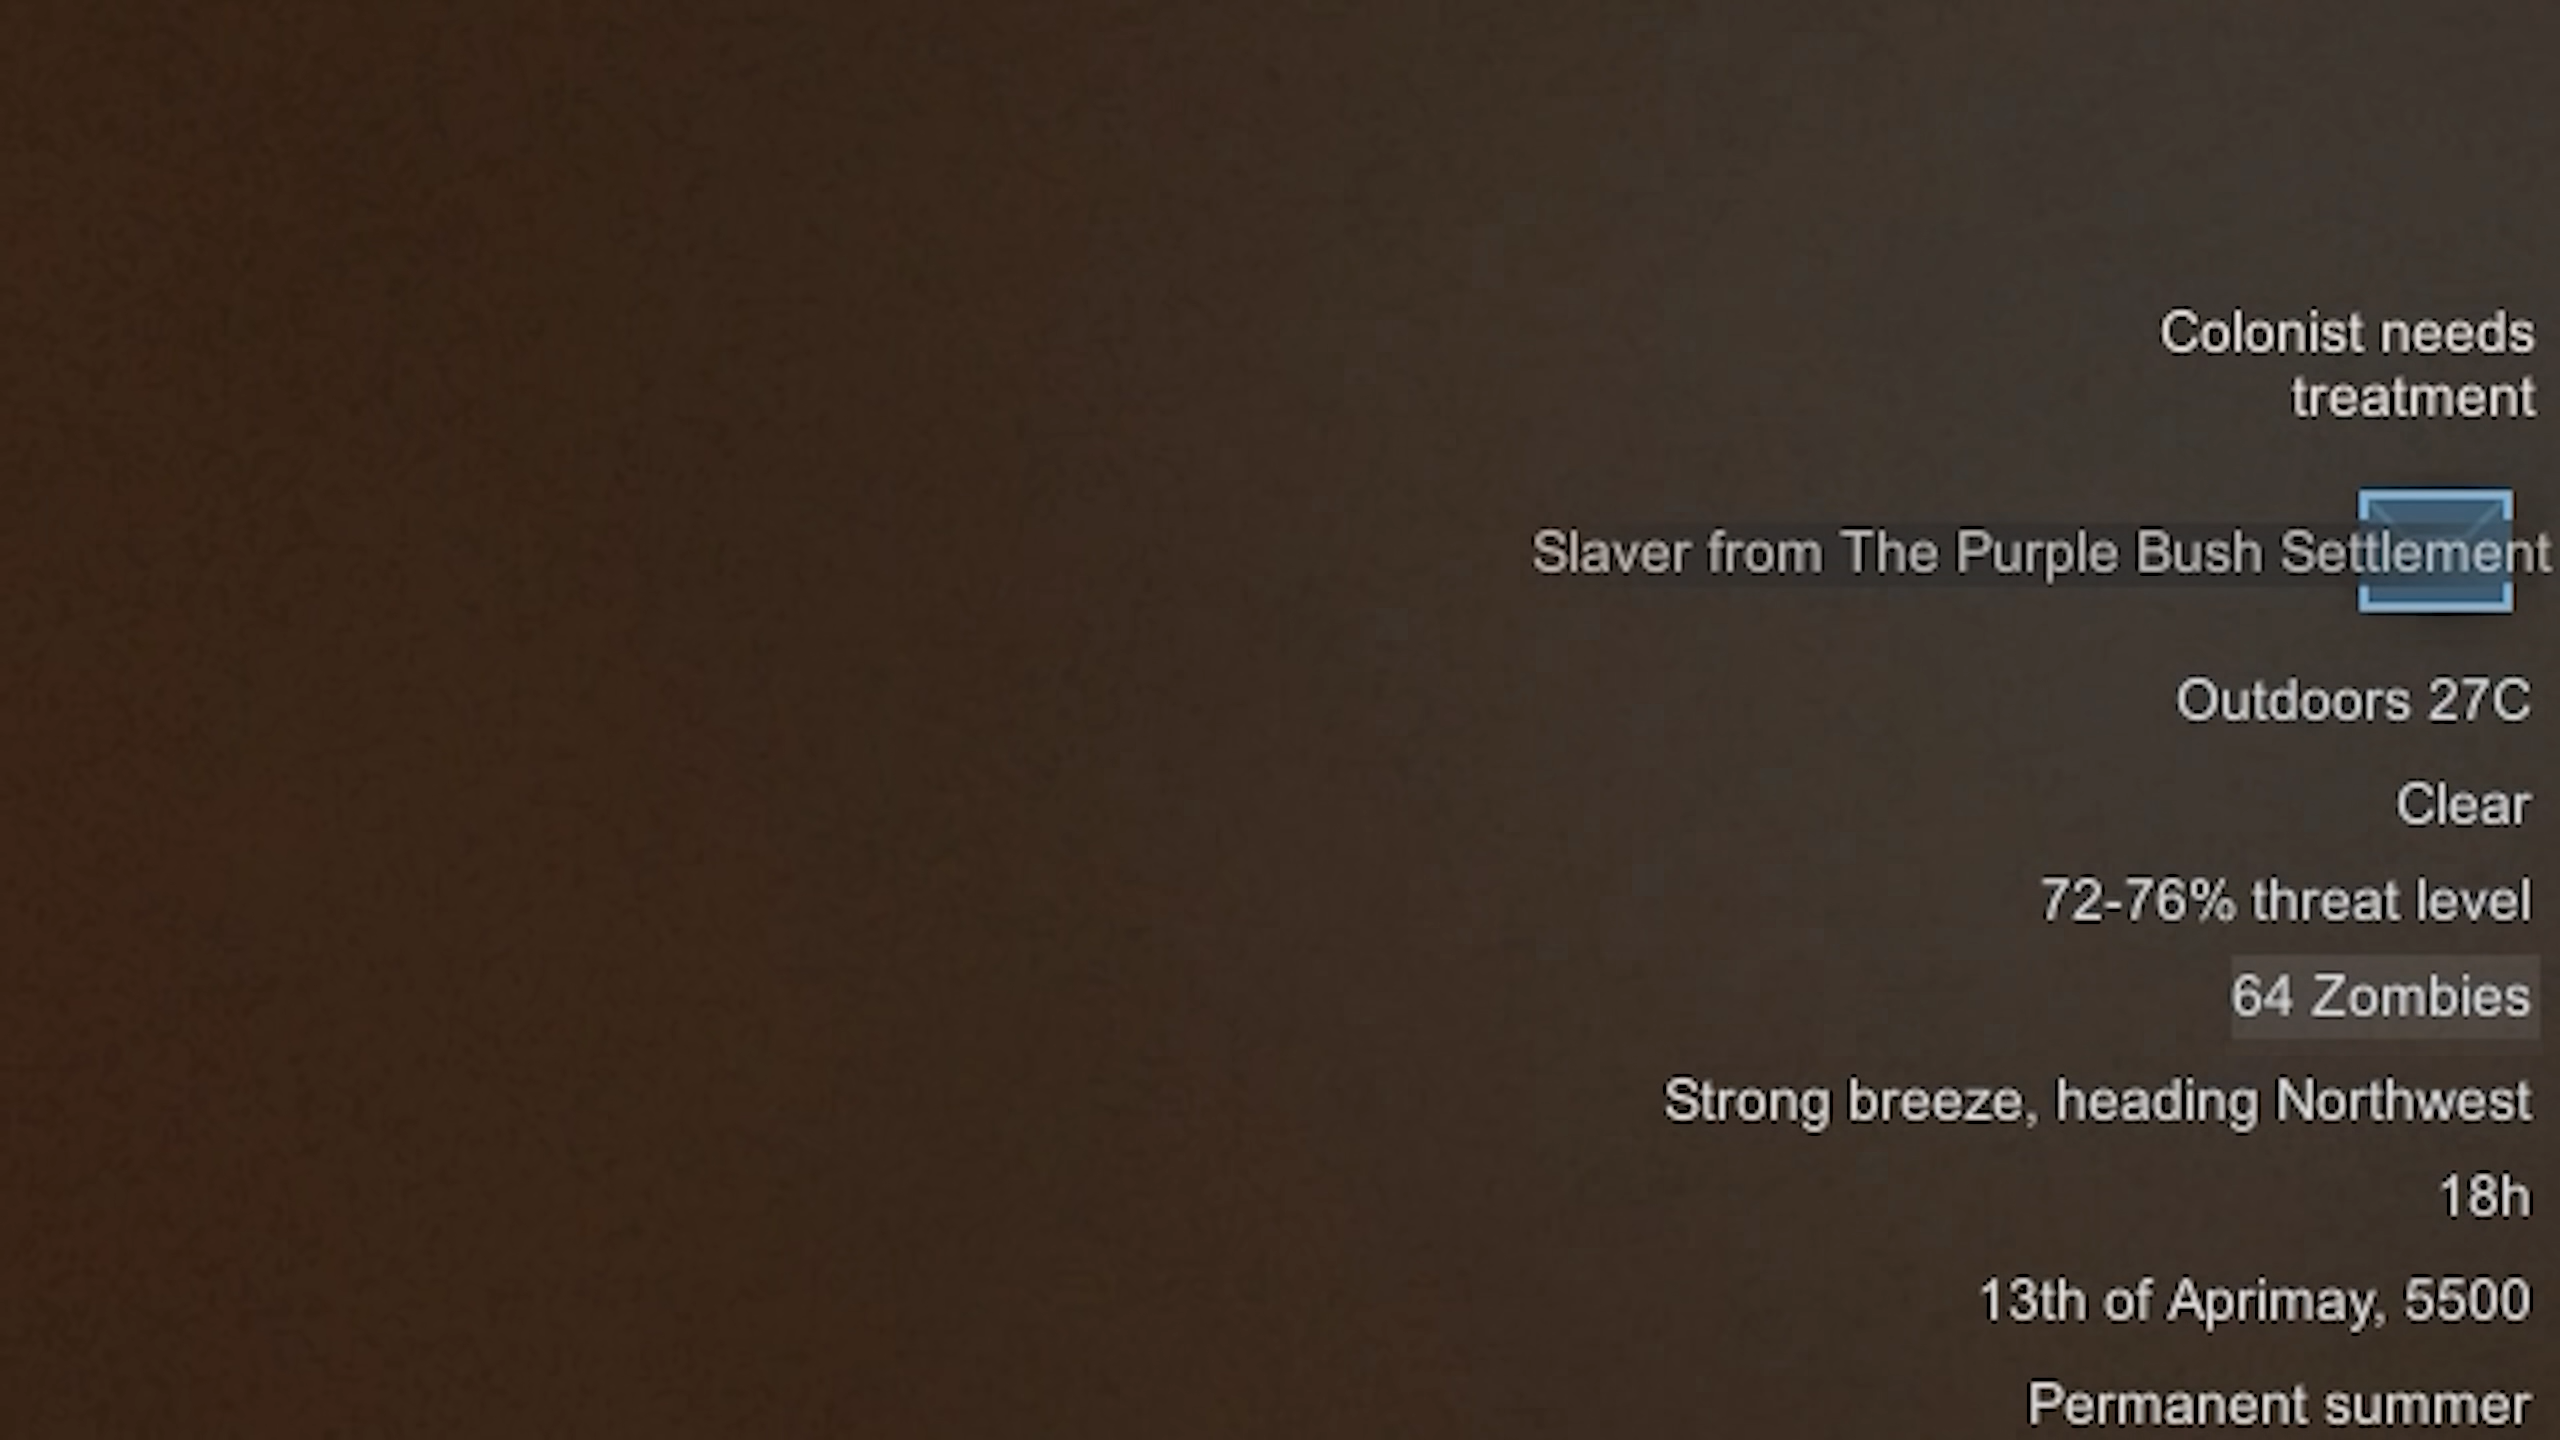 Colonist needs
treatment
Slaver from The Purple Bush Settlement
Outdoors 27C
Clear
72-76% threat level
64 Zombies
Strong breeze, heading Northwest
18h
13th of Aprimay, 5500
Permanent summer